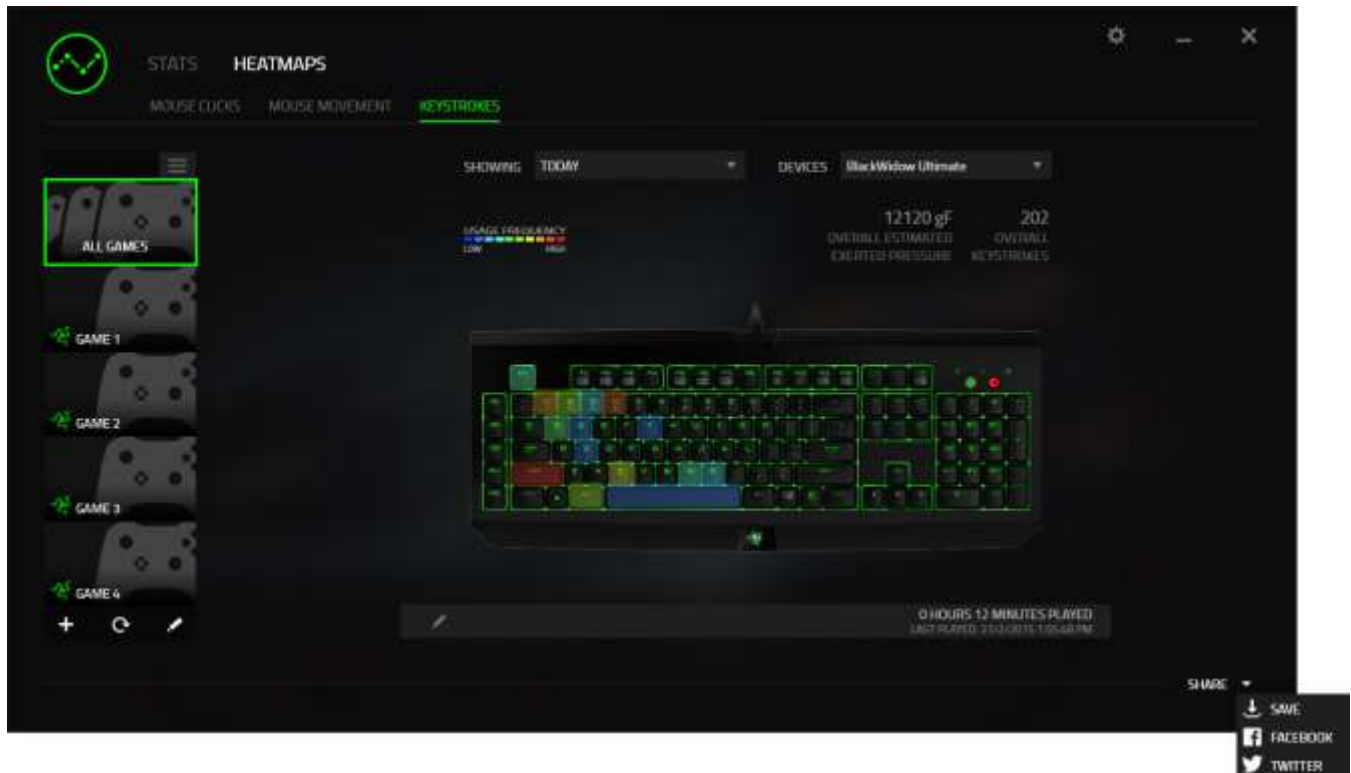 STATS HEATMAPS
MOUSE CLICKS MOUSE MOVEMENT KEYSTROKES
SHOWING TODAY DEVICES BlackWidow Ultimate
USAGE FREQUENCY
LOW HIGH
12120 gF 202
OVERALL ESTIMATED OVERALL
EXERTED PRESSURE KEYSTROKES
ALL GAMES
GAME 1
GAME 2
GAME 3
GAME 4
0 HOURS 12 MINUTES PLAYED
LAST PLAYED:
SHARE
SAVE
FACEBOOK
TWITTER